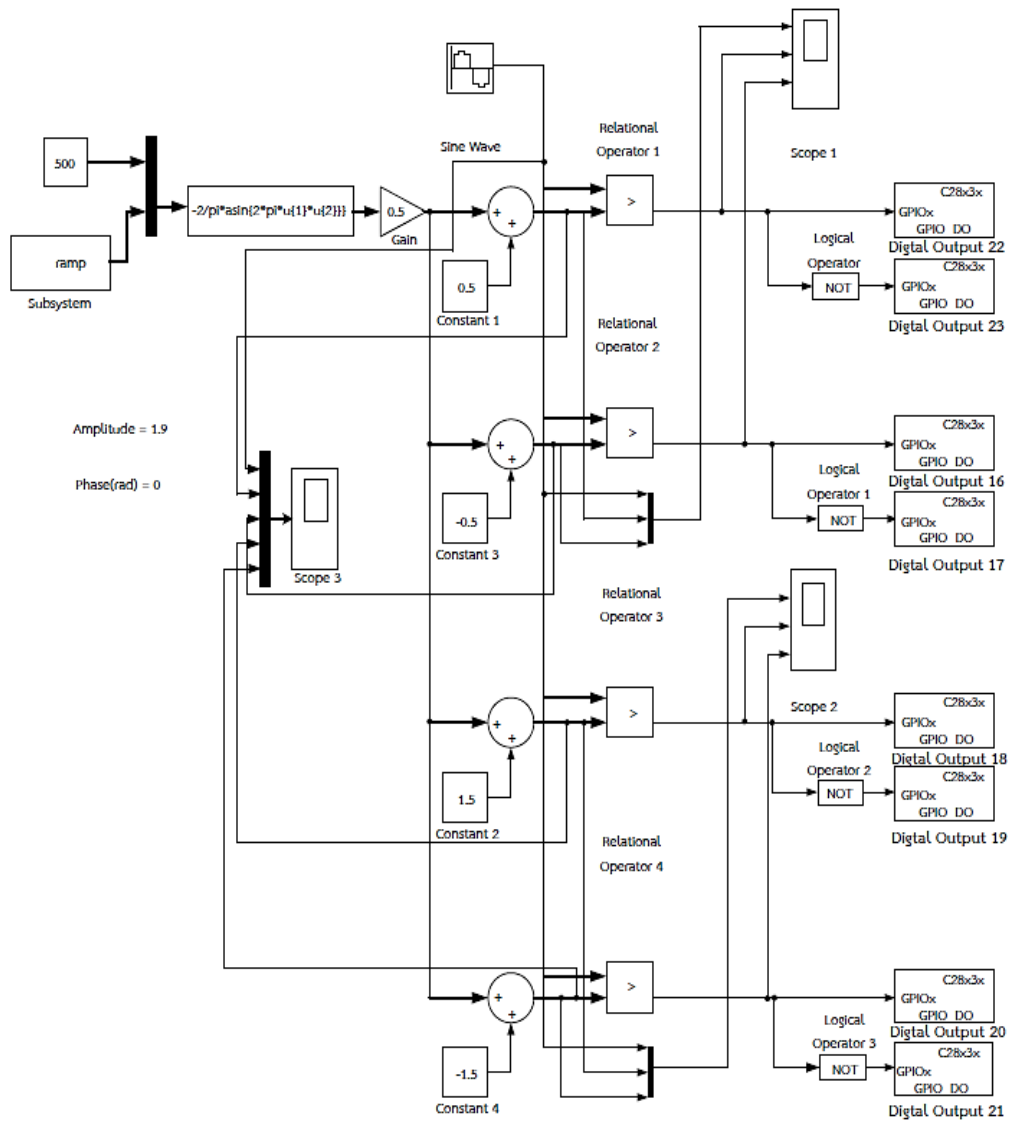 Scope 1
Sine Wave
Relational
Operator 1
500
-2/pi*asin{2*pi*u{1}*u{2}}}
0.5
Gain
ramp
Subsystem
+
+
0.5
Constant 1
>
C28x3x
GPIOx
GPIO DO
Digtal Output 22
Logical
Operator
NOT
C28x3x
GPIOx
GPIO DO
Digtal Output 23
Relational
Operator 2
Amplitude = 1.9
Phase(rad) = 0
Scope 3
+
+
-0.5
Constant 3
>
C28x3x
GPIOx
GPIO DO
Digtal Output 16
Logical
Operator 1
NOT
C28x3x
GPIOx
GPIO DO
Digtal Output 17
Relational
Operator 3
Scope 2
+
+
1.5
Constant 2
>
C28x3x
GPIOx
GPIO DO
Digtal Output 18
Logical
Operator 2
NOT
C28x3x
GPIOx
GPIO DO
Digtal Output 19
Relational
Operator 4
+
+
-1.5
Constant 4
>
C28x3x
GPIOx
GPIO DO
Digtal Output 20
Logical
Operator 3
NOT
C28x3x
GPIOx
GPIO DO
Digtal Output 21